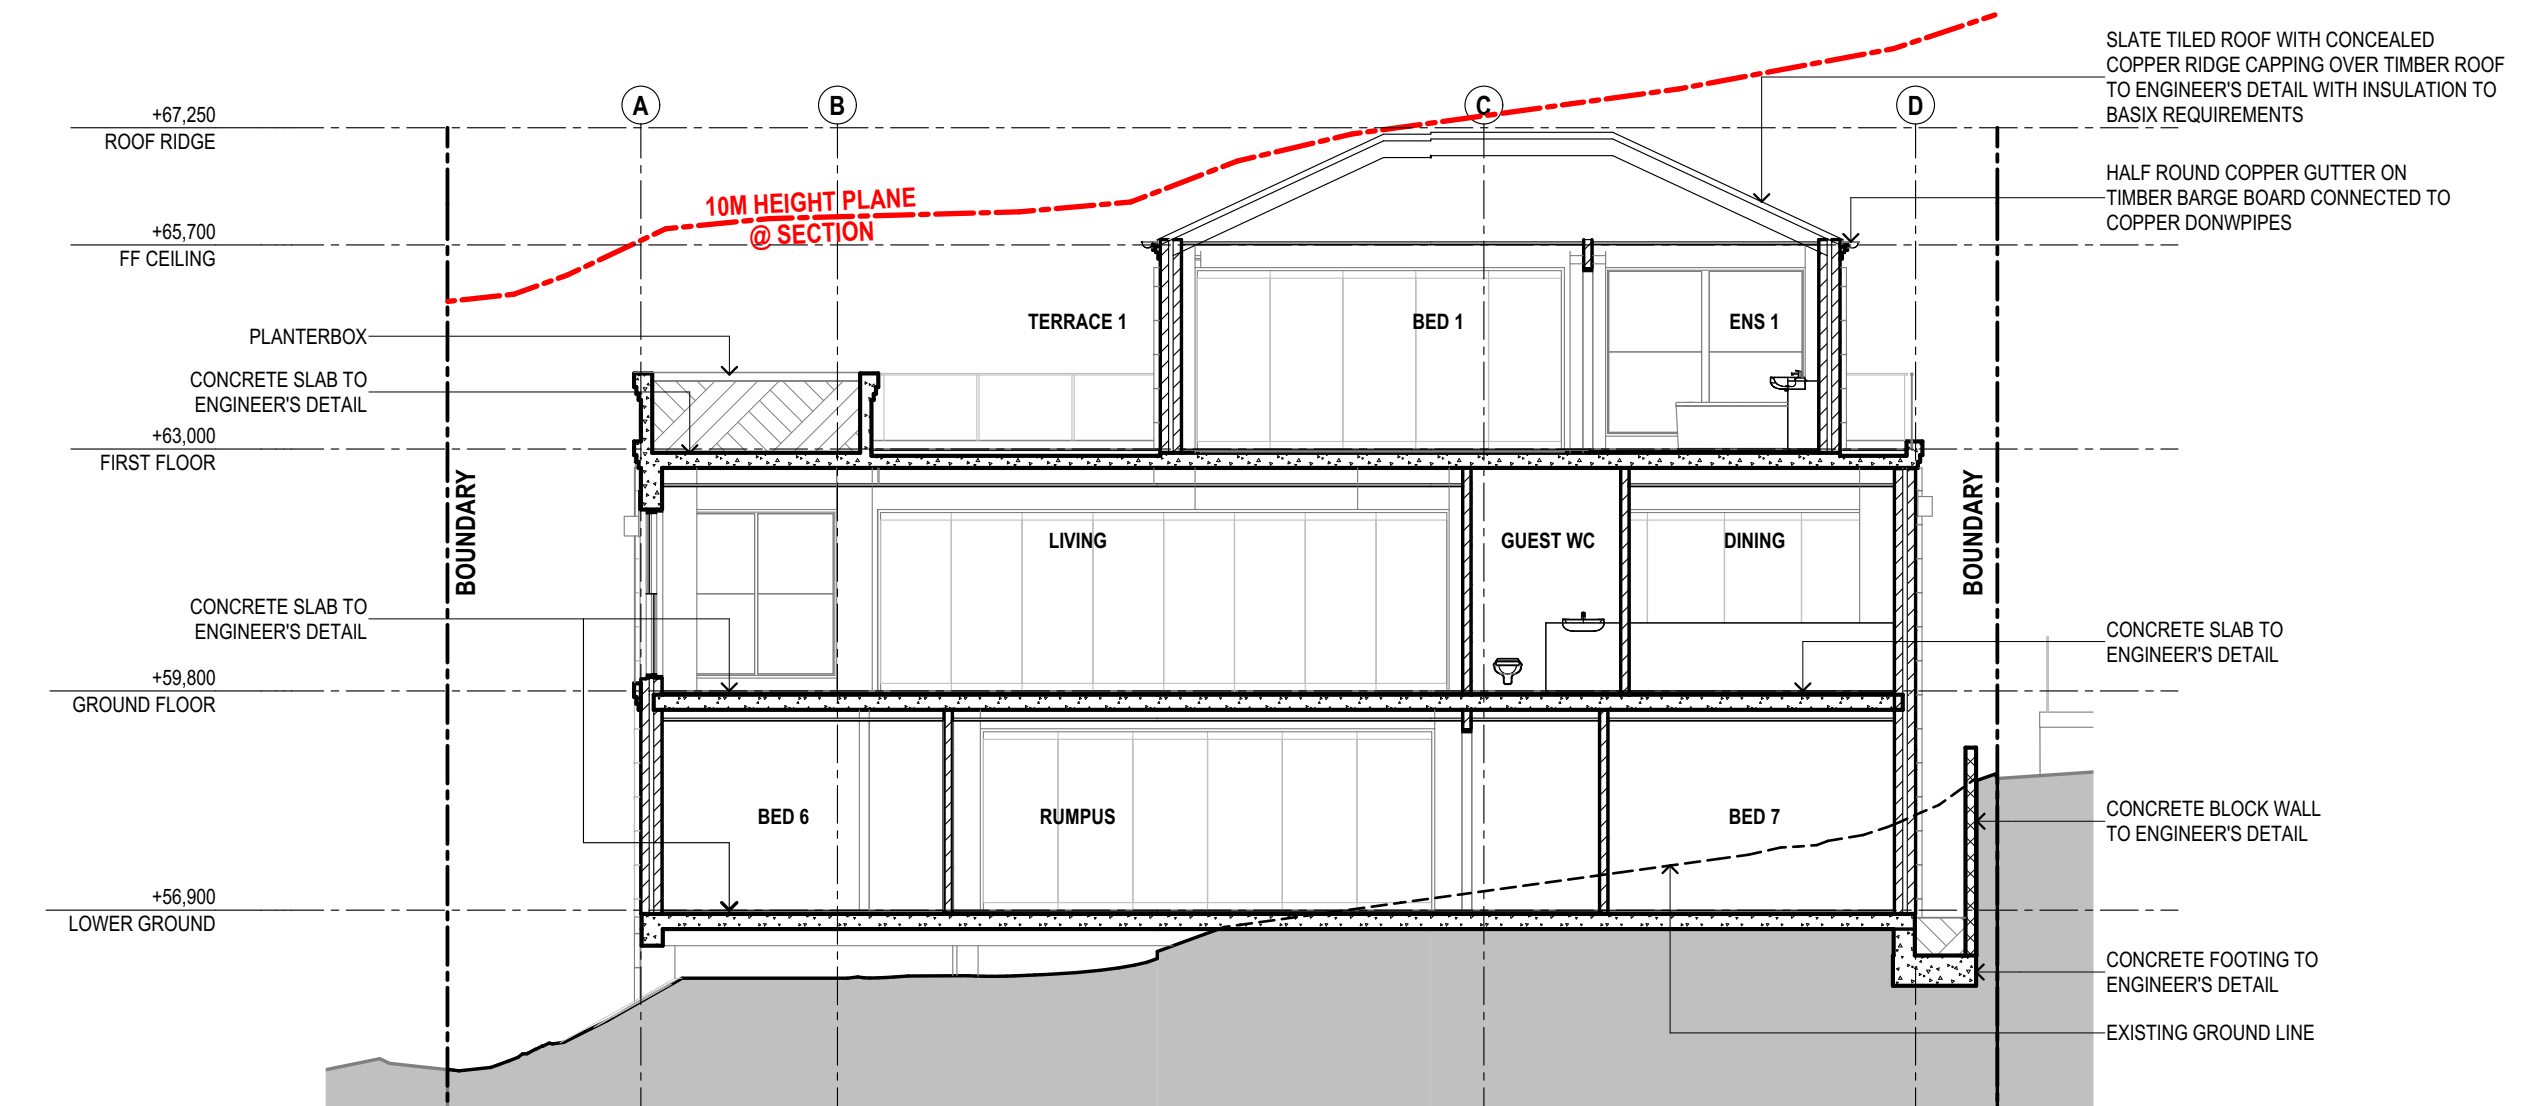 SLATE TILED ROOF WITH CONCEALED
COPPER RIDGE CAPPING OVER TIMBER ROOF
TO ENGINEER'S DETAIL WITH INSULATION TO
BASIX REQUIREMENTS
A
B
C
D
+67,250
ROOF RIDGE
HALF ROUND COPPER GUTTER ON
TIMBER BARGE BOARD CONNECTED TO
COPPER DONWPIPES
10M HEIGHT PLANE
@ SECTION
+65,700
FF CEILING
PLANTERBOX
TERRACE 1
BED 1
ENS 1
CONCRETE SLAB TO
ENGINEER'S DETAIL
+63,000
FIRST FLOOR
BOUNDARY
BOUNDARY
LIVING
GUEST WC
DINING
CONCRETE SLAB TO
ENGINEER'S DETAIL
CONCRETE SLAB TO
ENGINEER'S DETAIL
+59,800
GROUND FLOOR
BED 6
RUMPUS
BED 7
CONCRETE BLOCK WALL
TO ENGINEER'S DETAIL
+56,900
LOWER GROUND
CONCRETE FOOTING TO
ENGINEER'S DETAIL
EXISTING GROUND LINE